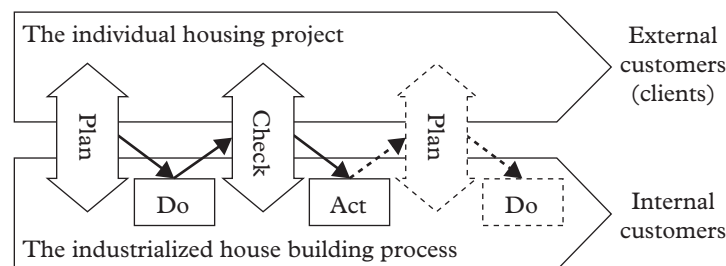 The individual housing project
External
customers
(clients)
Plan
Check
Plan
Do
Act
Do
Internal
customers
The industrialized house building process